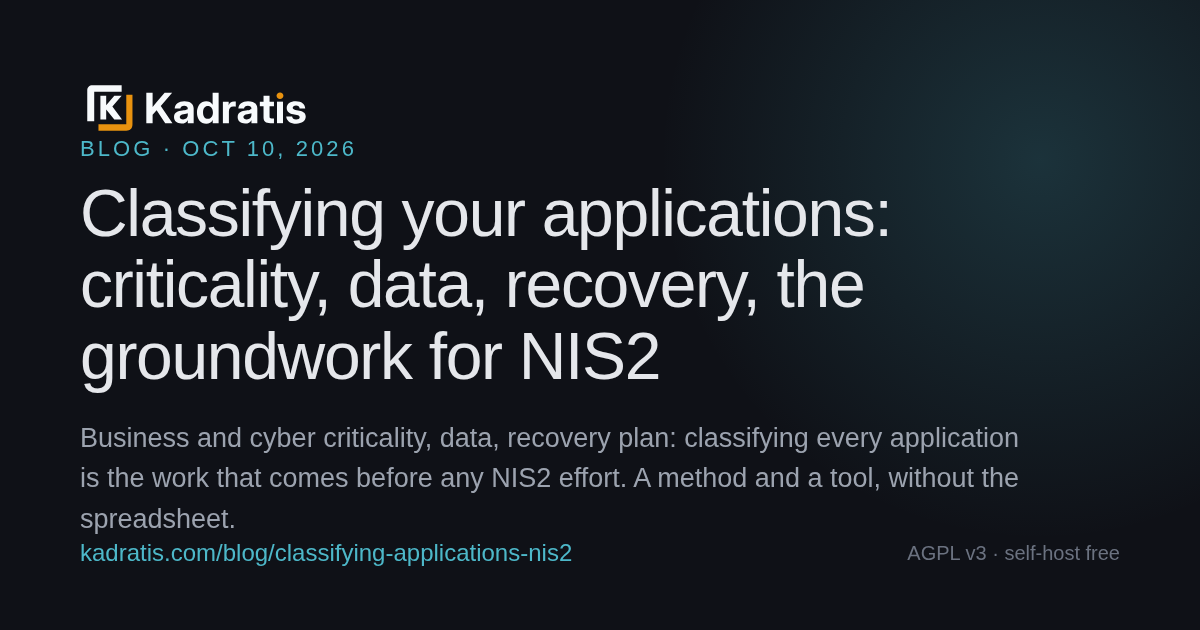 Kadratis
BLOG · OCT 10, 2026
Classifying your applications:
criticality, data, recovery, the
groundwork for NIS2
Business and cyber criticality, data, recovery plan: classifying every application
is the work that comes before any NIS2 effort. A method and a tool, without the
spreadsheet.
kadratis.com/blog/classifying-applications-nis2
AGPL v3 · self-host free